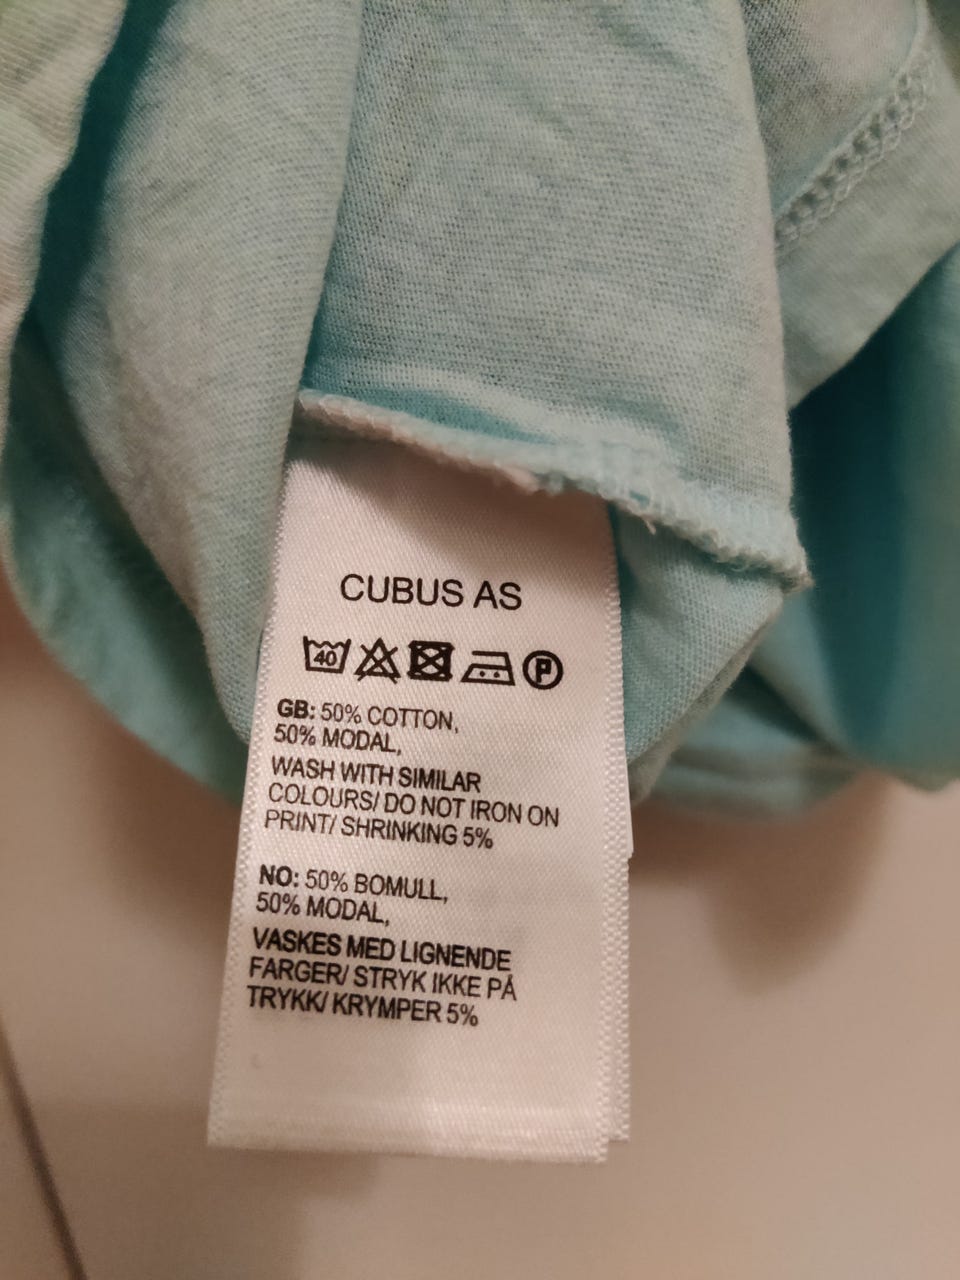 CUBUS AS
40 P
GB: 50% COTTON,
50% MODAL,
WASH WITH SIMILAR
COLOURS/ DO NOT IRON ON
PRINT/ SHRINKING 5%
NO: 50% BOMULL,
50% MODAL,
VASKES MED LIGNENDE
FARGER/ STRYK IKKE PÅ
TRYKK/ KRYMPER 5%